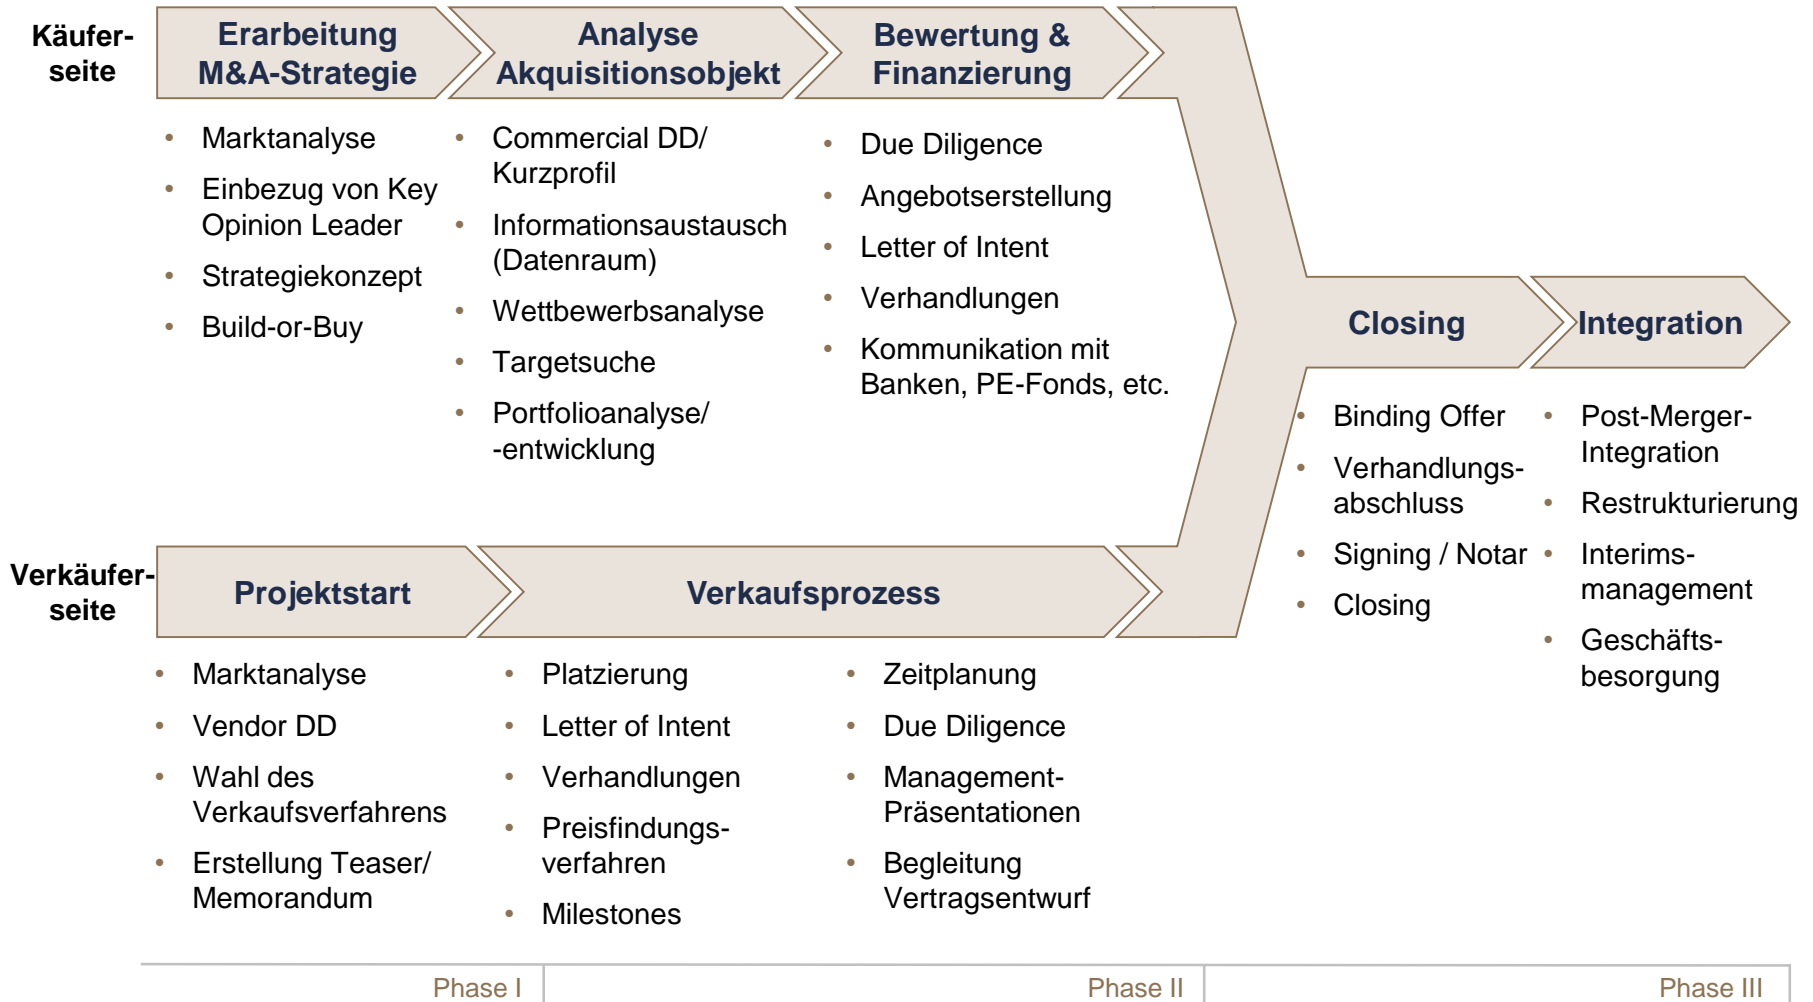 Käufer-
seite
Erarbeitung
M&A-Strategie
Analyse
Akquisitionsobjekt
Bewertung &
Finanzierung
• Marktanalyse
• Einbezug von Key
Opinion Leader
• Strategiekonzept
• Build-or-Buy
• Commercial DD/
Kurzprofil
• Informationsaustausch
(Datenraum)
• Wettbewerbsanalyse
• Targetsuche
• Portfolioanalyse/
-entwicklung
• Due Diligence
• Angebotserstellung
• Letter of Intent
• Verhandlungen
• Kommunikation mit
Banken, PE-Fonds, etc.
Closing
Integration
• Binding Offer
• Verhandlungs-
abschluss
• Signing / Notar
• Closing
• Post-Merger-
Integration
• Restrukturierung
• Interims-
management
• Geschäfts-
besorgung
Verkäufer-
seite
Projektstart
Verkaufsprozess
• Marktanalyse
• Vendor DD
• Wahl des
Verkaufsverfahrens
• Erstellung Teaser/
Memorandum
• Platzierung
• Letter of Intent
• Verhandlungen
• Preisfindungs-
verfahren
• Milestones
• Zeitplanung
• Due Diligence
• Management-
Präsentationen
• Begleitung
Vertragsentwurf
Phase I
Phase II
Phase III